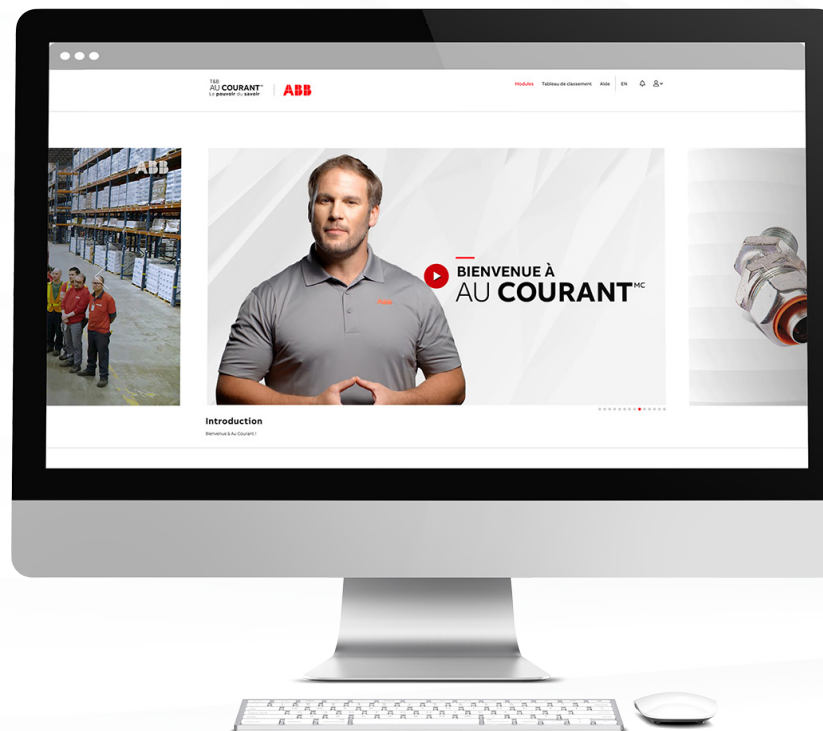 T&B
AU COURANT™
Le pouvoir du savoir
ABB
Modules Tableau de classement Aide EN
ABB
BIENVENUE À
AU COURANT MC
Introduction
Bienvenue à Au Courant !